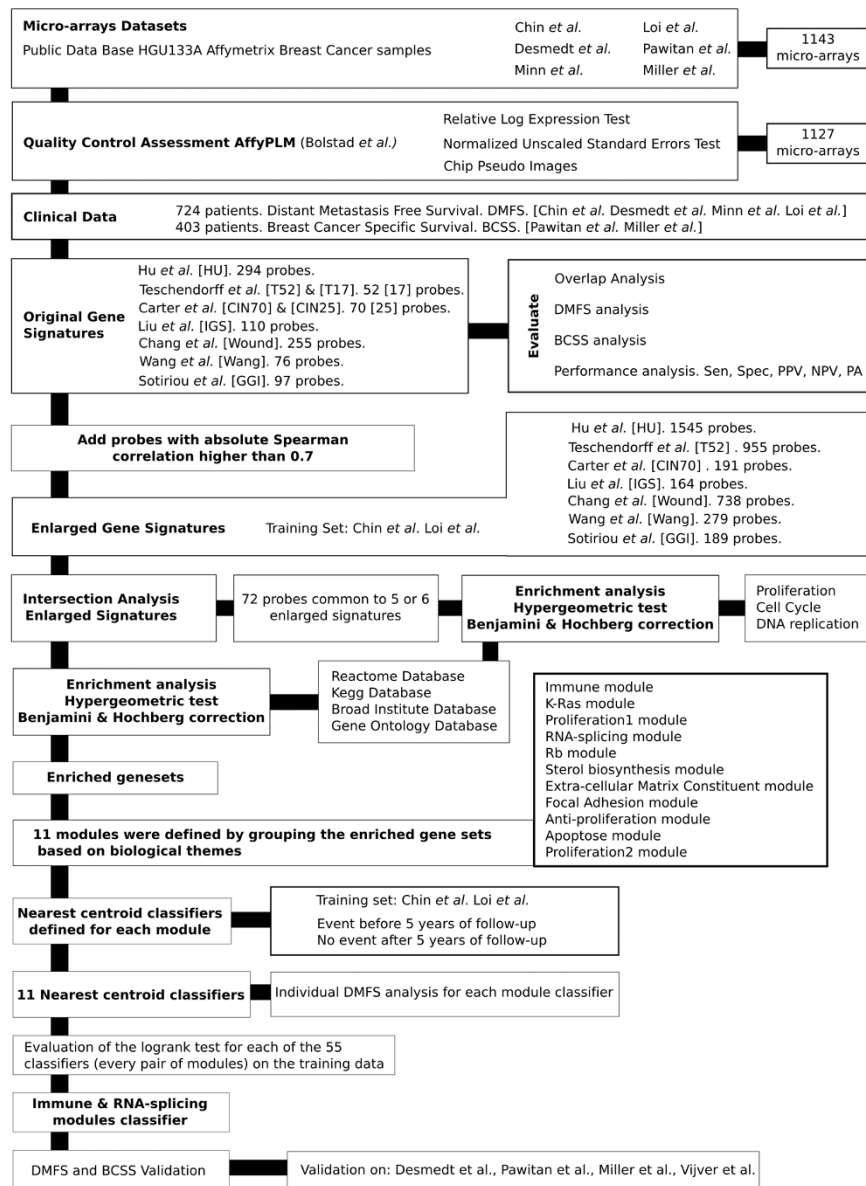 Micro-arrays Datasets
Public Data Base HGU133A Affymetrix Breast Cancer samples
Chin et al.
Loi et al.
Desmedt et al.
Pawitan et al.
Minn et al.
Miller et al.
1143
micro-arrays
Quality Control Assessment AffyPLM (Bolstad et al.)
Relative Log Expression Test
Normalized Unscaled Standard Errors Test
Chip Pseudo Images
1127
micro-arrays
Clinical Data
724 patients. Distant Metastasis Free Survival. DMFS. [Chin et al. Desmedt et al. Minn et al. Loi et al.]
403 patients. Breast Cancer Specific Survival. BCSS. [Pawitan et al. Miller et al.]
Original Gene
Signatures
Hu et al. [HU]. 294 probes.
Teschendorff et al. [T52] & [T17]. 52 [17] probes.
Carter et al. [CIN70] & [CIN25]. 70 [25] probes.
Liu et al. [IGS]. 110 probes.
Chang et al. [Wound]. 255 probes.
Wang et al. [Wang]. 76 probes.
Sotiriou et al. [GGI]. 97 probes.
Evaluate
Overlap Analysis
DMFS analysis
BCSS analysis
Performance analysis. Sen, Spec, PPV, NPV, PA
Add probes with absolute Spearman
correlation higher than 0.7
Hu et al. [HU]. 1545 probes.
Teschendorff et al. [T52] . 955 probes.
Carter et al. [CIN70] . 191 probes.
Liu et al. [IGS]. 164 probes.
Chang et al. [Wound]. 738 probes.
Wang et al. [Wang]. 279 probes.
Sotiriou et al. [GGI]. 189 probes.
Enlarged Gene Signatures
Training Set: Chin et al. Loi et al.
Intersection Analysis
Enlarged Signatures
72 probes common to 5 or 6
enlarged signatures
Enrichment analysis
Hypergeometric test
Benjamini & Hochberg correction
Proliferation
Cell Cycle
DNA replication
Enrichment analysis
Hypergeometric test
Benjamini & Hochberg correction
Reactome Database
Kegg Database
Broad Institute Database
Gene Ontology Database
Immune module
K-Ras module
Proliferation1 module
RNA-splicing module
Rb module
Sterol biosynthesis module
Extra-cellular Matrix Constituent module
Focal Adhesion module
Anti-proliferation module
Apoptose module
Proliferation2 module
Enriched genesets
11 modules were defined by grouping the enriched gene sets
based on biological themes
Nearest centroid classifiers
defined for each module
Training set: Chin et al. Loi et al.
Event before 5 years of follow-up
No event after 5 years of follow-up
11 Nearest centroid classifiers
Individual DMFS analysis for each module classifier
Evaluation of the logrank test for each of the 55
classifiers (every pair of modules) on the training data
Immune & RNA-splicing
modules classifier
DMFS and BCSS Validation
Validation on: Desmedt et al., Pawitan et al., Miller et al., Vijver et al.